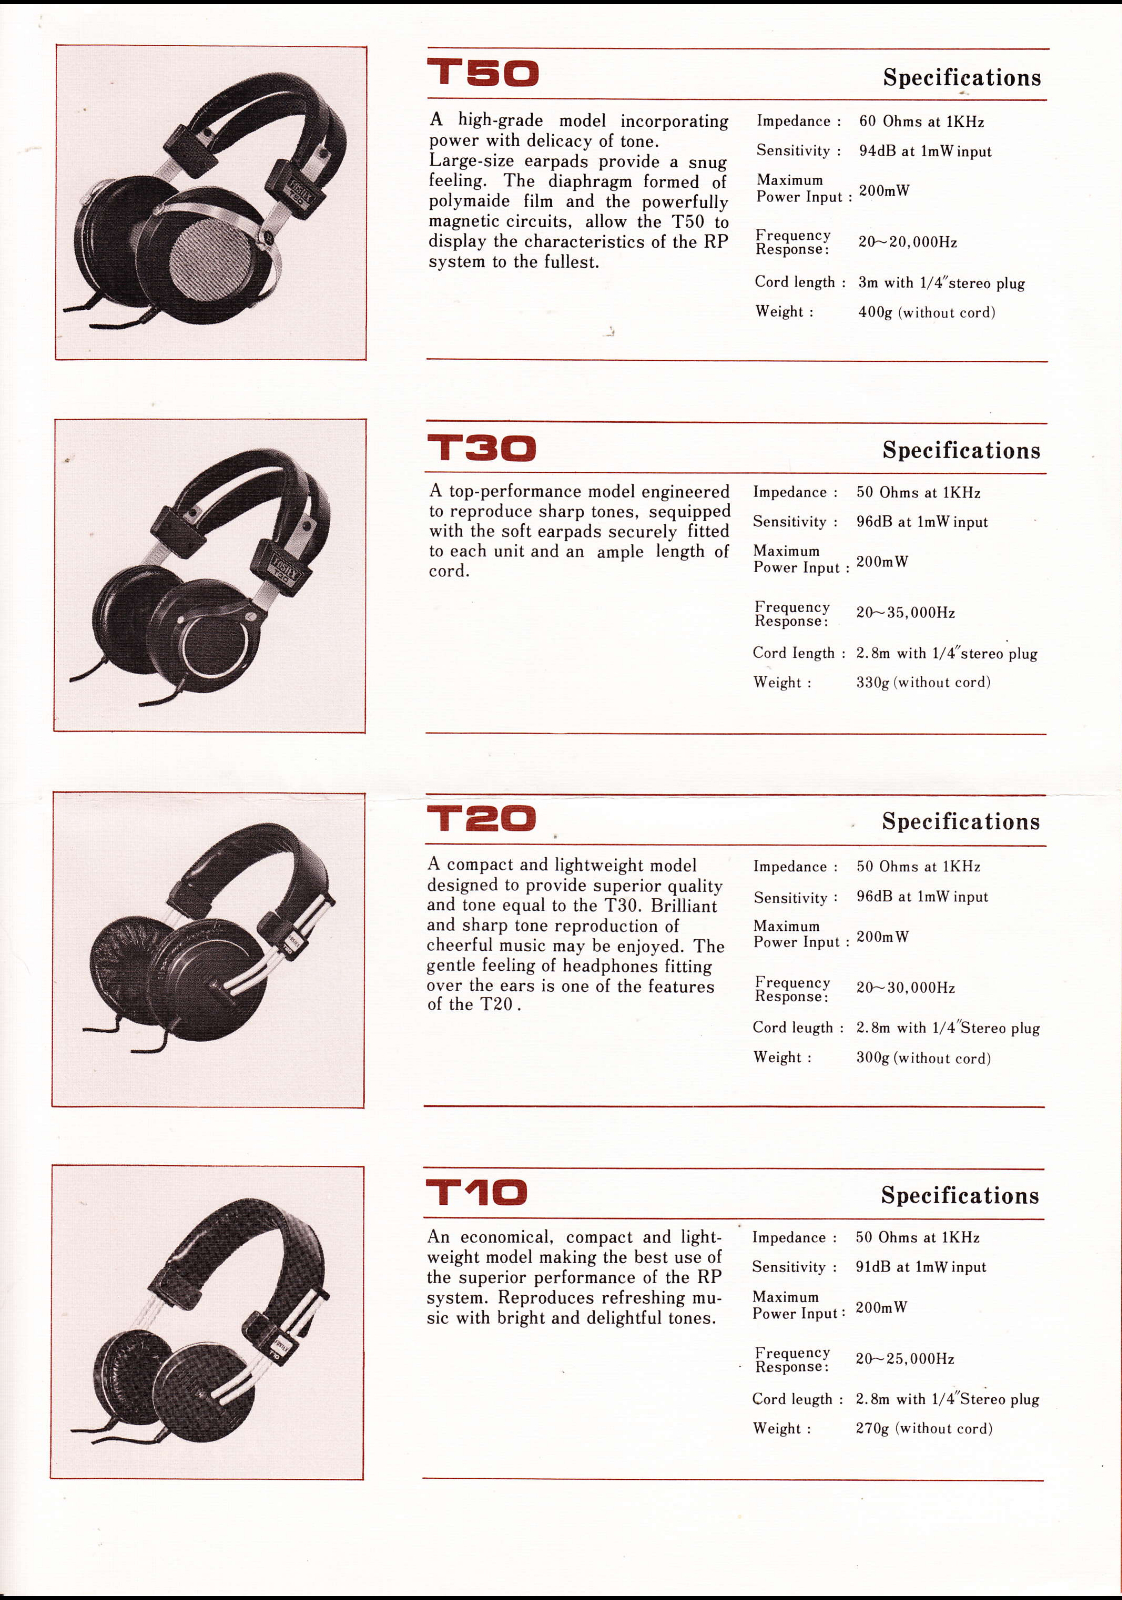 T50
Specifications
A high-grade model incorporating
power with delicacy of tone.
Large-size earpads provide a snug
feeling. The diaphragm formed of
polymaide film and the powerfully
magnetic circuits, allow the T50 to
display the characteristics of the RP
system to the fullest.
Impedance : 60 Ohms at 1KHz
Sensitivity : 94dB at 1mW input
Maximum
Power Input : 200mW
Frequency
Response: 20~20,000Hz
Cord length : 3m with 1/4″stereo plug
Weight : 400g (without cord)
T30
Specifications
A top-performance model engineered
to reproduce sharp tones, sequipped
with the soft earpads securely fitted
to each unit and an ample length of
cord.
Impedance : 50 Ohms at 1KHz
Sensitivity : 96dB at 1mW input
Maximum
Power Input : 200mW
Frequency
Response: 20~35,000Hz
Cord length : 2.8m with 1/4″stereo plug
Weight : 330g (without cord)
T20
Specifications
A compact and lightweight model
designed to provide superior quality
and tone equal to the T30. Brilliant
and sharp tone reproduction of
cheerful music may be enjoyed. The
gentle feeling of headphones fitting
over the ears is one of the features
of the T20.
Impedance : 50 Ohms at 1KHz
Sensitivity : 96dB at 1mW input
Maximum
Power Input : 200mW
Frequency
Response: 20~30,000Hz
Cord leugth : 2.8m with 1/4″Stereo plug
Weight : 300g (without cord)
T10
Specifications
An economical, compact and light-
weight model making the best use of
the superior performance of the RP
system. Reproduces refreshing mu-
sic with bright and delightful tones.
Impedance : 50 Ohms at 1KHz
Sensitivity : 91dB at 1mW input
Maximum
Power Input : 200mW
Frequency
Response: 20~25,000Hz
Cord leugth : 2.8m with 1/4″Stereo plug
Weight : 270g (without cord)